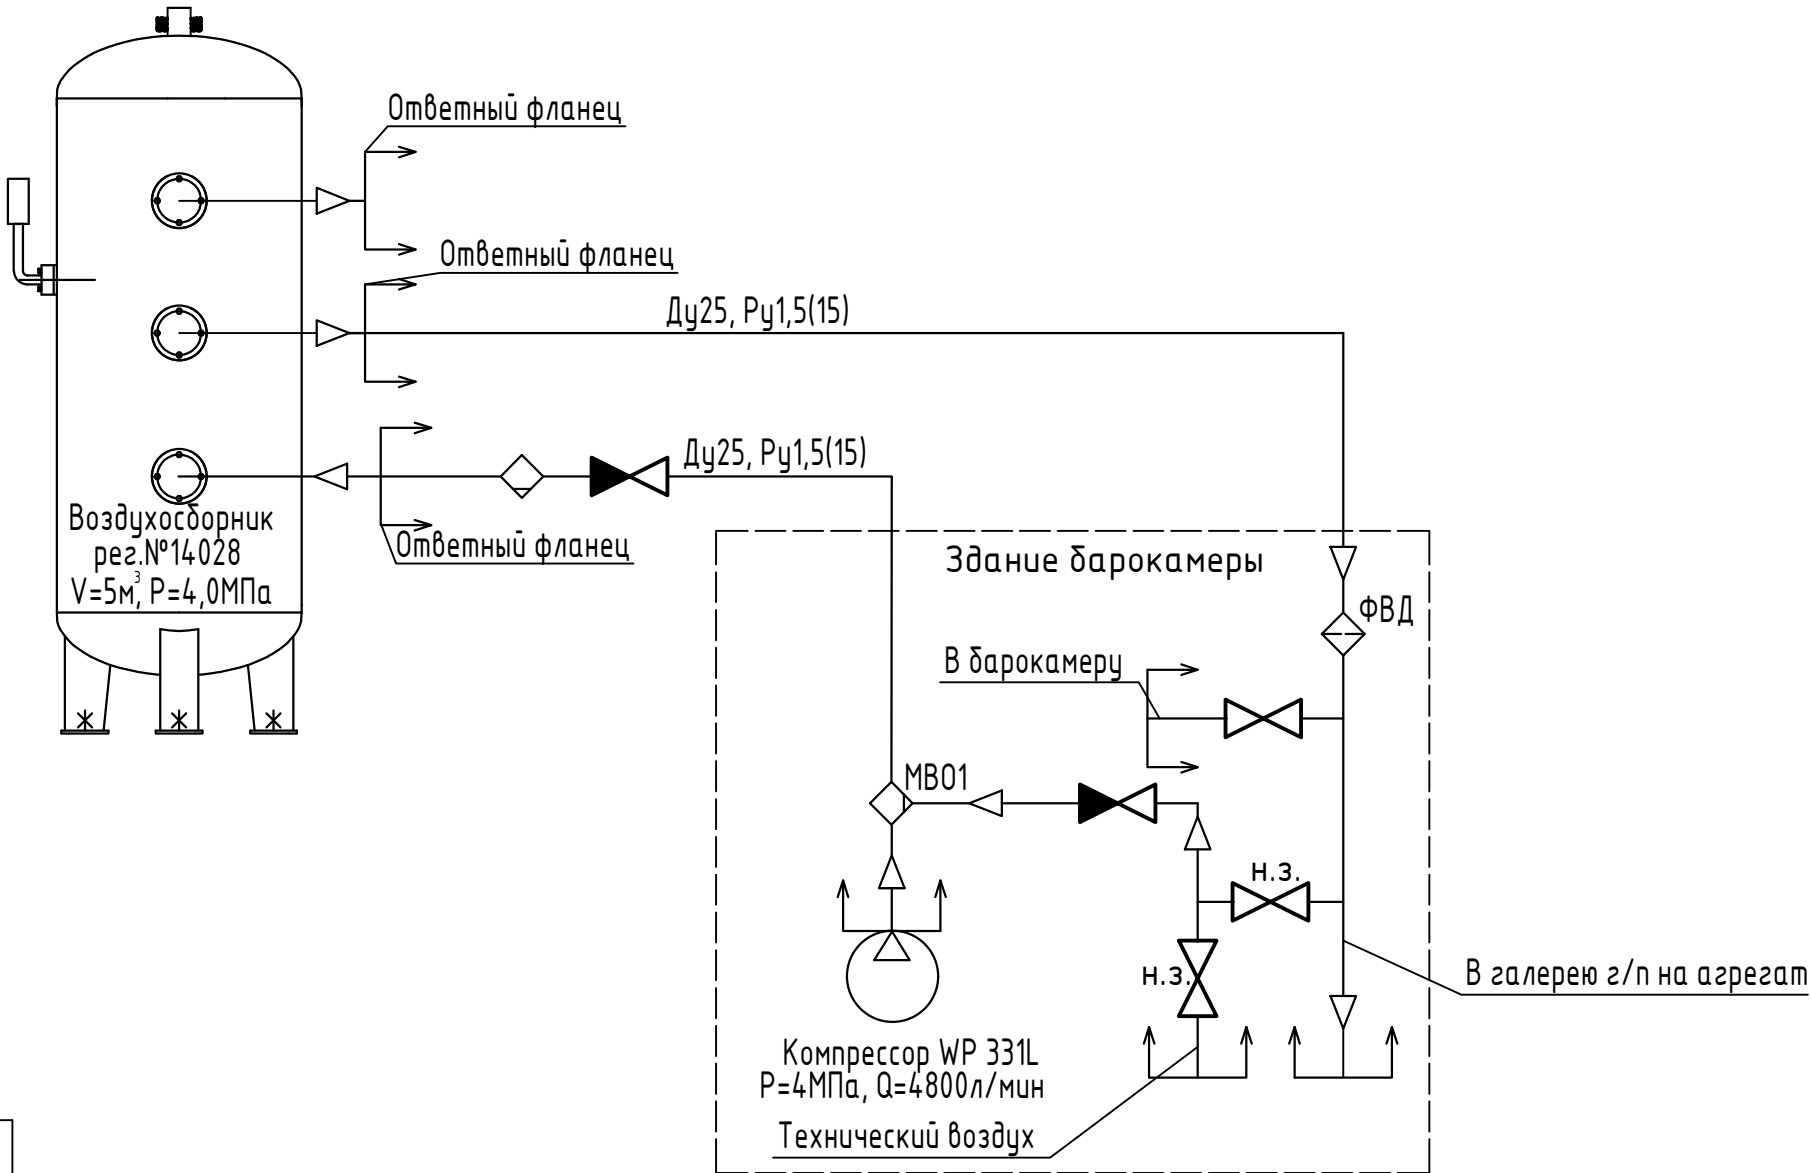 Ответный фланец
Ответный фланец
Ду25, Ру1,5(15)
Ду25, Ру1,5(15)
Ответный фланец
Воздухосборник
рег.№14028
V=5м³, Р=4,0МПа
Здание барокамеры
ФВД
В барокамеру
МВО1
н.з.
н.з.
В галерею г/п на агрегат
Компрессор WP 331L
Р=4МПа, Q=4800л/мин
Технический воздух